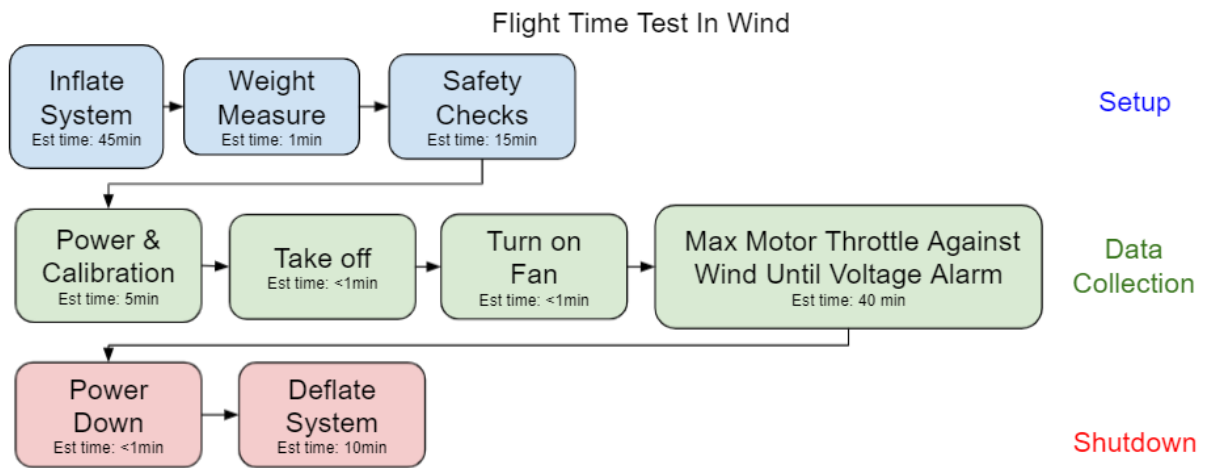 Flight Time Test In Wind
Inflate
System
Est time: 45min
Weight
Measure
Est time: 1min
Safety
Checks
Est time: 15min
Setup
Power &
Calibration
Est time: 5min
Take off
Est time: <1min
Turn on
Fan
Est time: <1min
Max Motor Throttle Against
Wind Until Voltage Alarm
Est time: 40 min
Data
Collection
Power
Down
Est time: <1min
Deflate
System
Est time: 10min
Shutdown